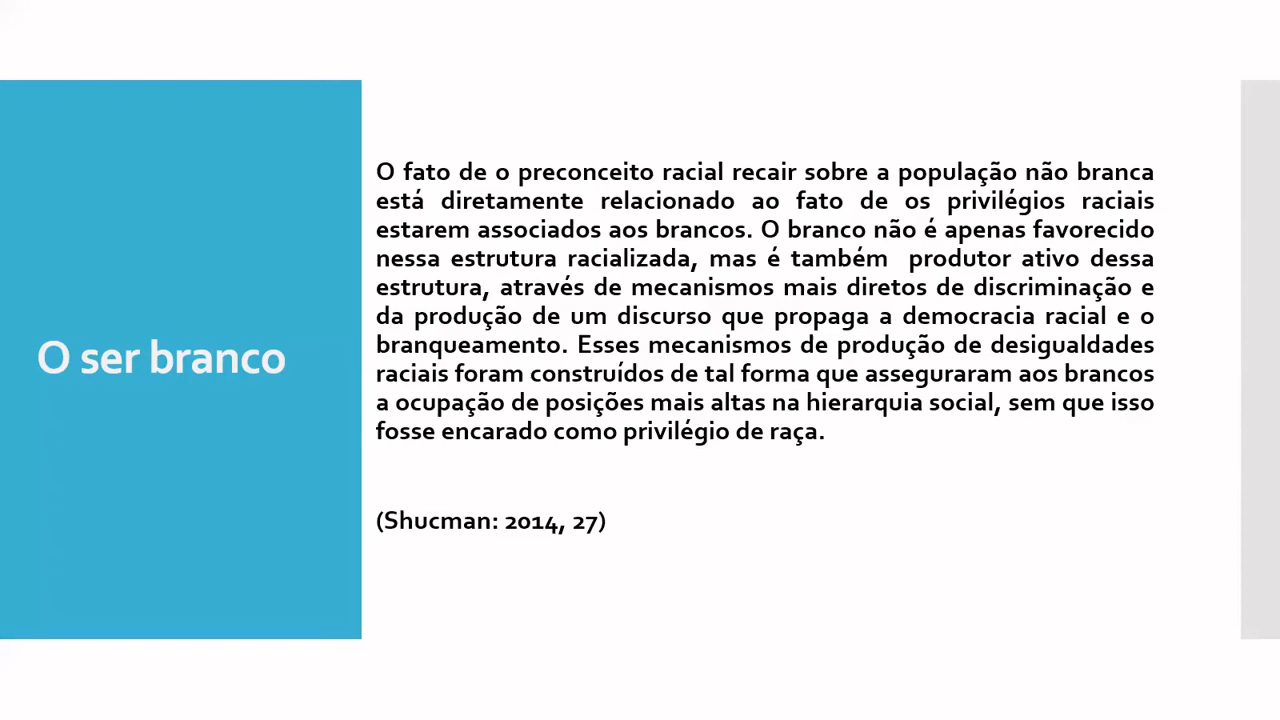 O ser branco
O fato de o preconceito racial recair sobre a população não branca
está diretamente relacionado ao fato de os privilégios raciais
estarem associados aos brancos. O branco não é apenas favorecido
nessa estrutura racializada, mas é também  produtor ativo dessa
estrutura, através de mecanismos mais diretos de discriminação e
da produção de um discurso que propaga a democracia racial e o
branqueamento. Esses mecanismos de produção de desigualdades
raciais foram construídos de tal forma que asseguraram aos brancos
a ocupação de posições mais altas na hierarquia social, sem que isso
fosse encarado como privilégio de raça.
(Shucman: 2014, 27)